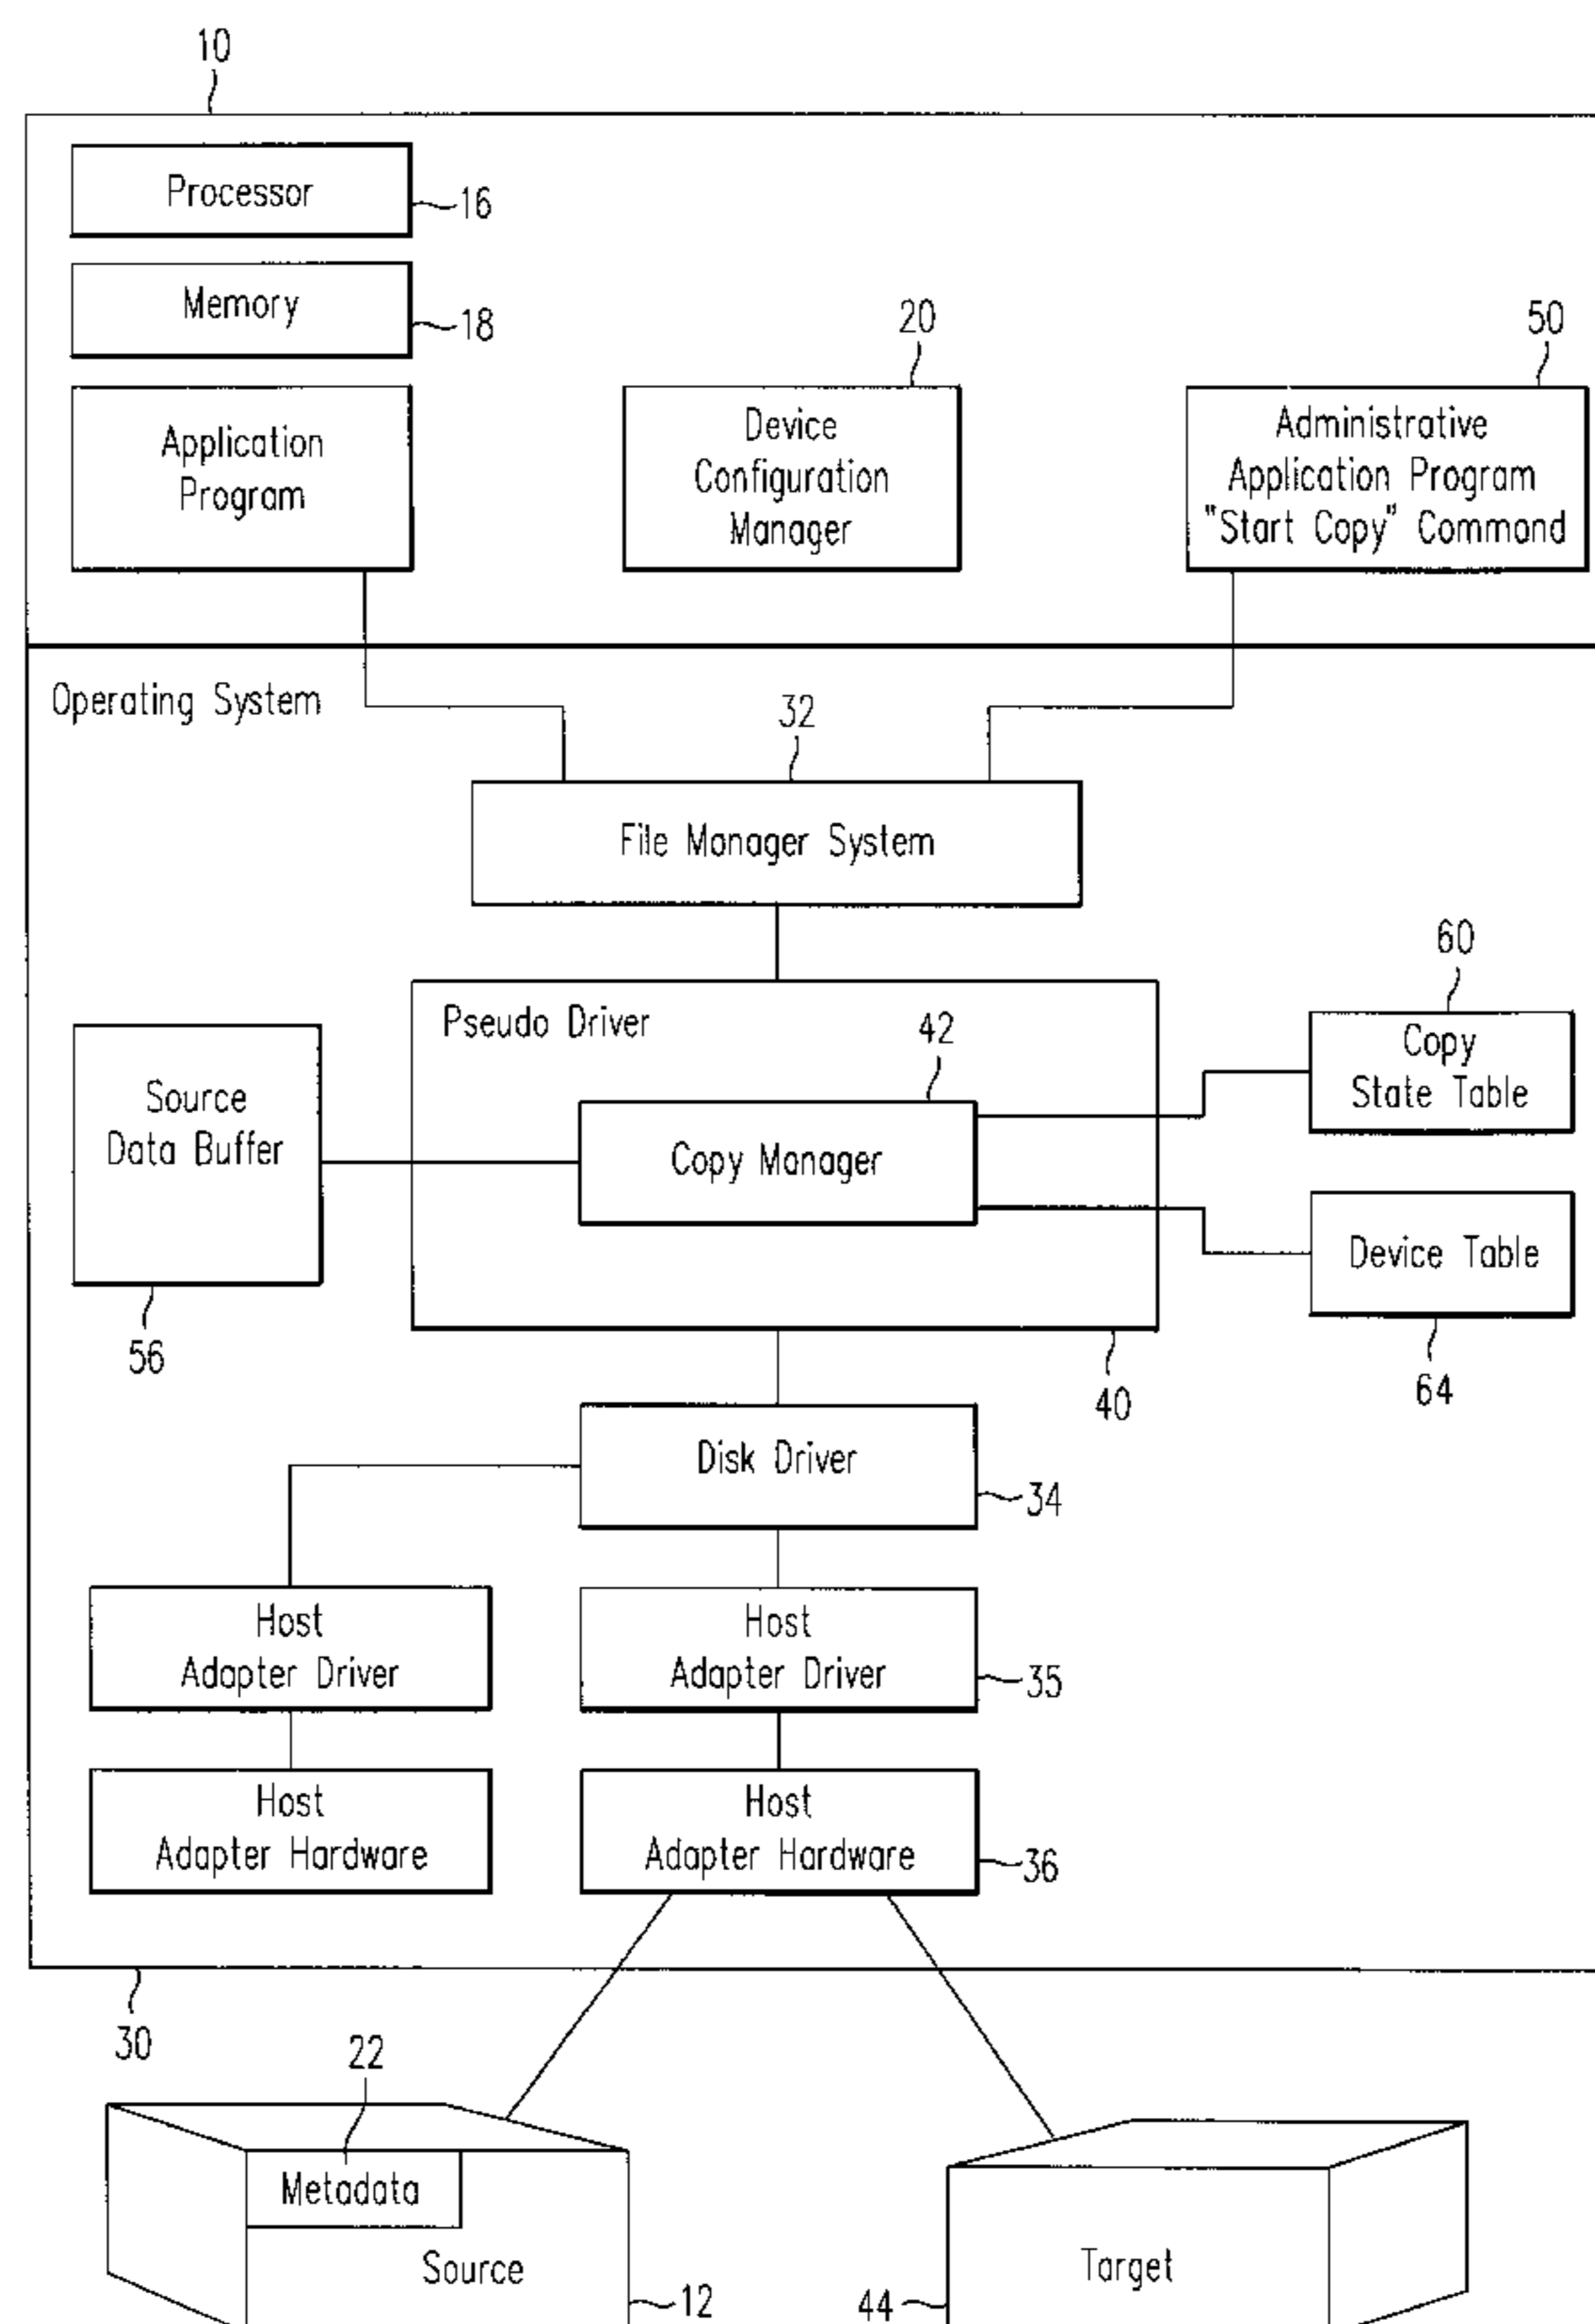 10
Processor
16
Memory
18
20
50
Application
Program
Device
Configuration
Manager
Administrative
Application Program
"Start Copy" Command
Operating System
32
File Manager System
60
Pseudo Driver
42
Copy
State Table
Source
Data Buffer
Copy Manager
Device Table
56
40
64
Disk Driver
34
Host
Adapter Driver
Host
Adapter Driver
35
Host
Adapter Hardware
Host
Adapter Hardware
36
30
22
Metadata
Source
12
44
Target